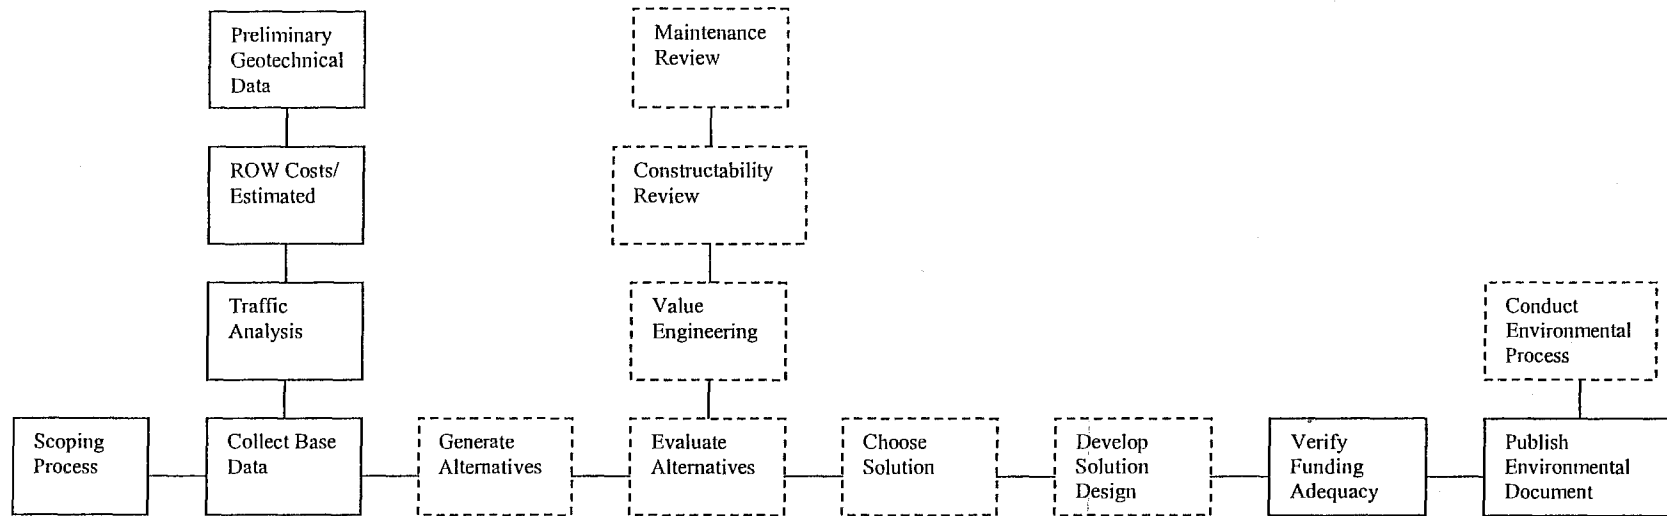 Preliminary
Geotechnical
Data
Maintenance
Review
ROW Costs/
Estimated
Constructability
Review
Traffic
Analysis
Value
Engineering
Conduct
Environmental
Process
Scoping
Process
Collect Base
Data
Generate
Alternatives
Evaluate
Alternatives
Choose
Solution
Develop
Solution
Design
Verify
Funding
Adequacy
Publish
Environmental
Document